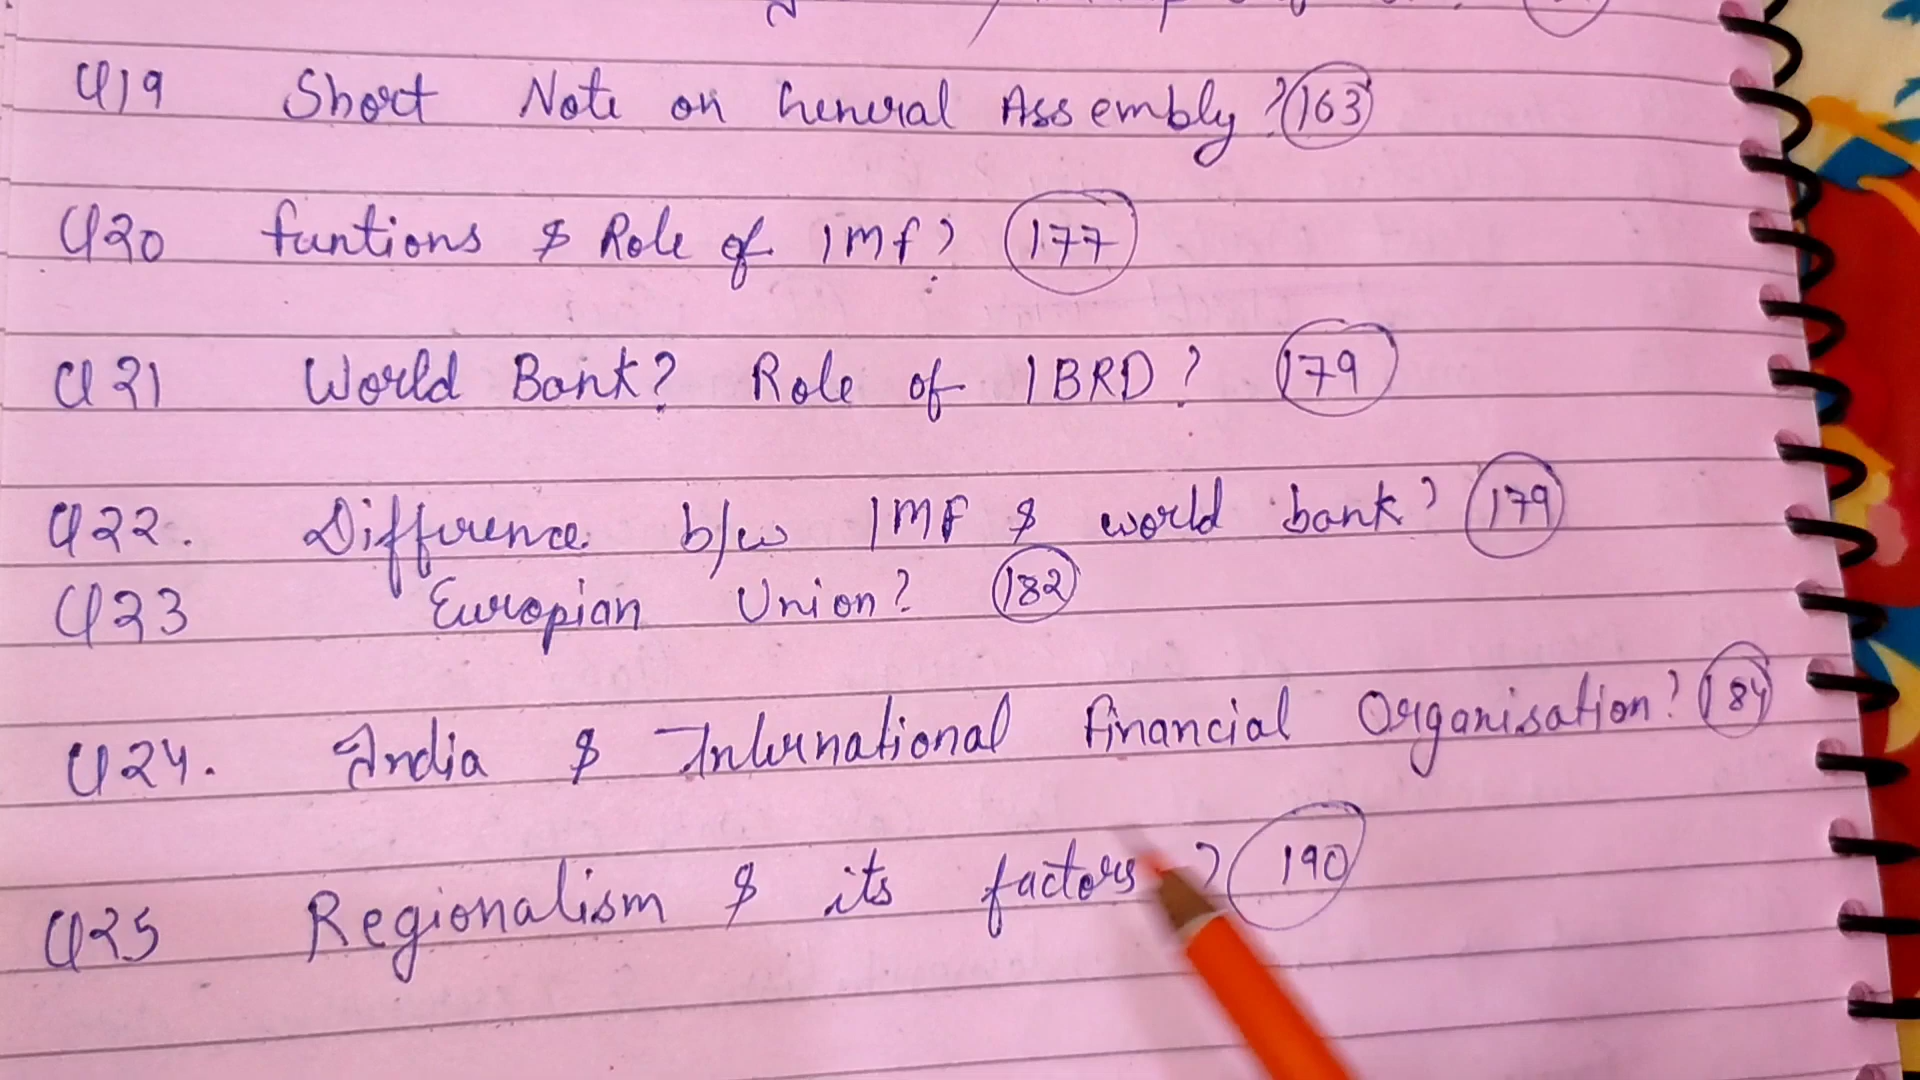 Q19 Short Note on General Assembly? 163
Q20 funtions & Role of IMf? 177
Q21 World Bank? Role of IBRD? 179
Q22. Difference b/w IMF & world bank? 179
Q23 Europian Union? 182
Q24. India & International financial Organisation? 184
Q25 Regionalism & its factors? 190